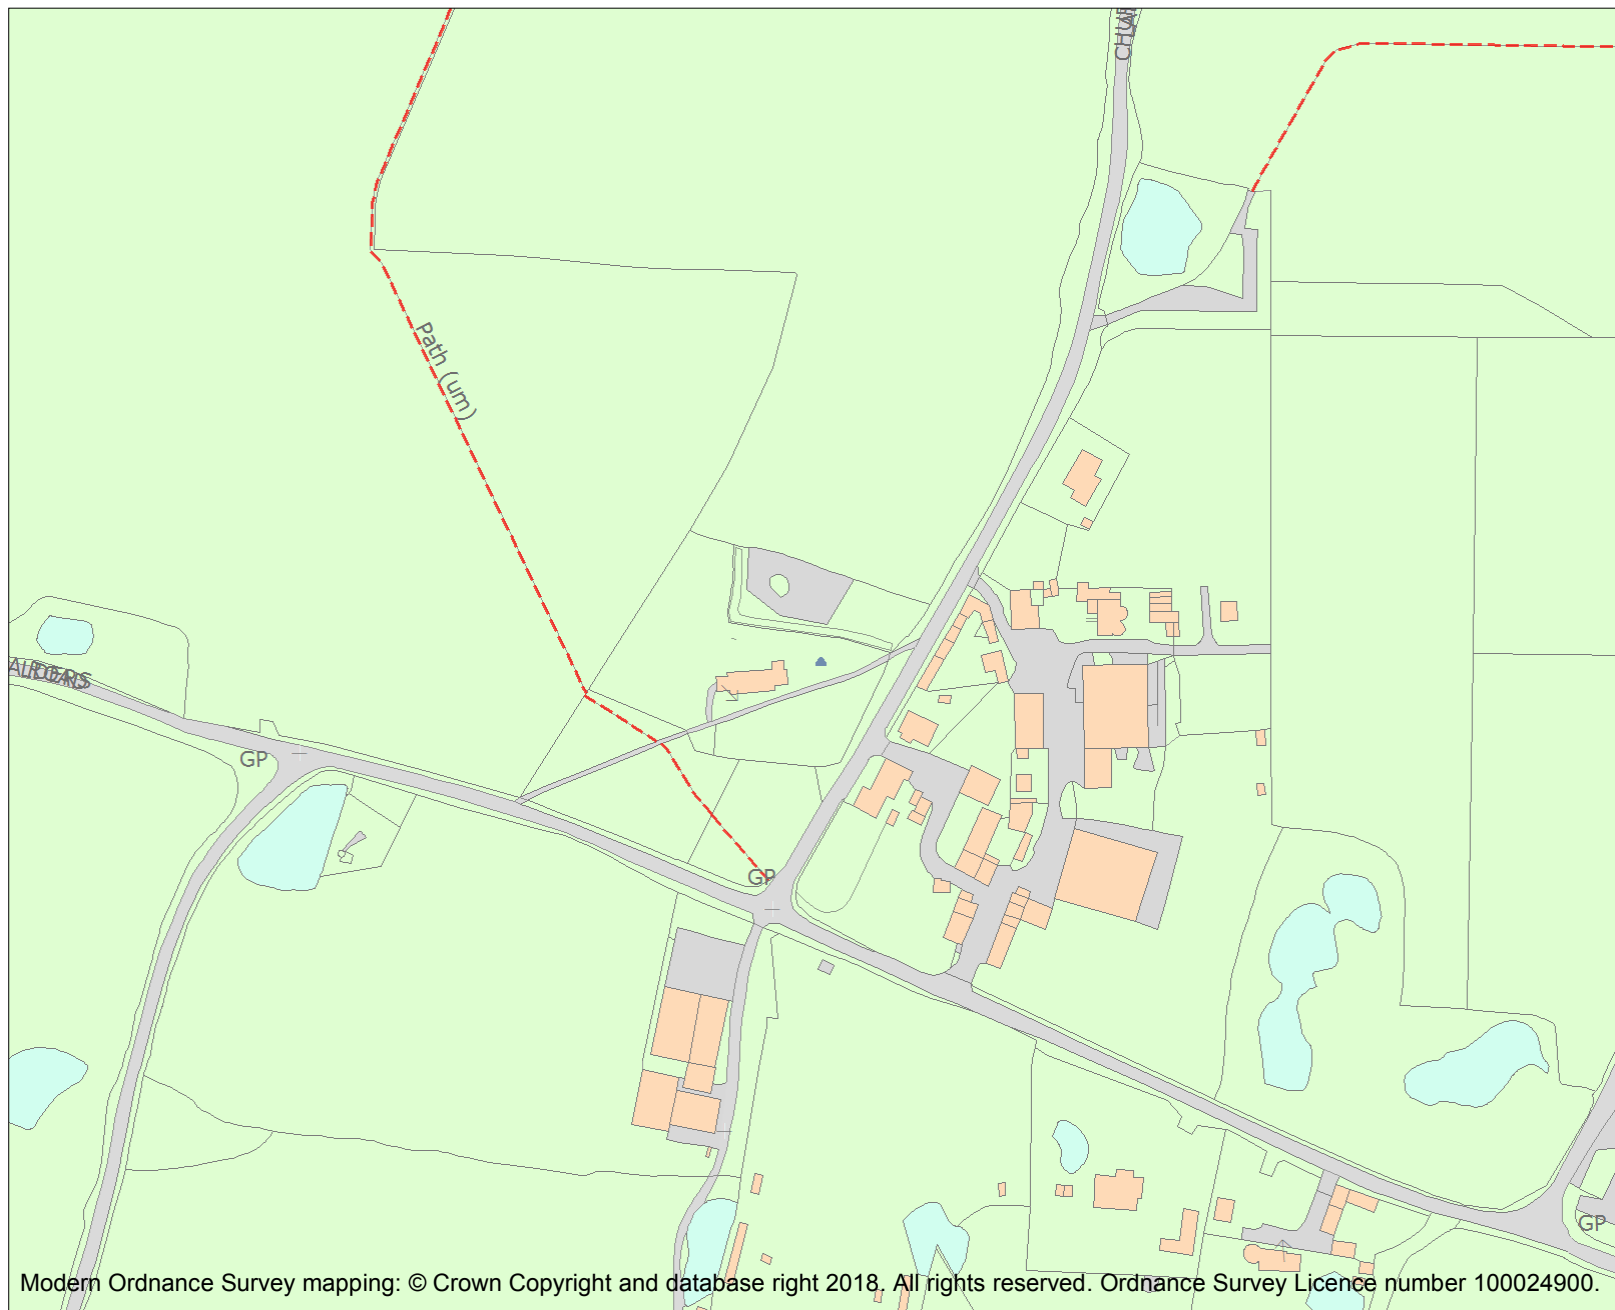 Path (um)
GP
GP
GP
Modern Ordnance Survey mapping: © Crown Copyright and database right 2018. All rights reserved. Ordnance Survey Licence number 100024900.